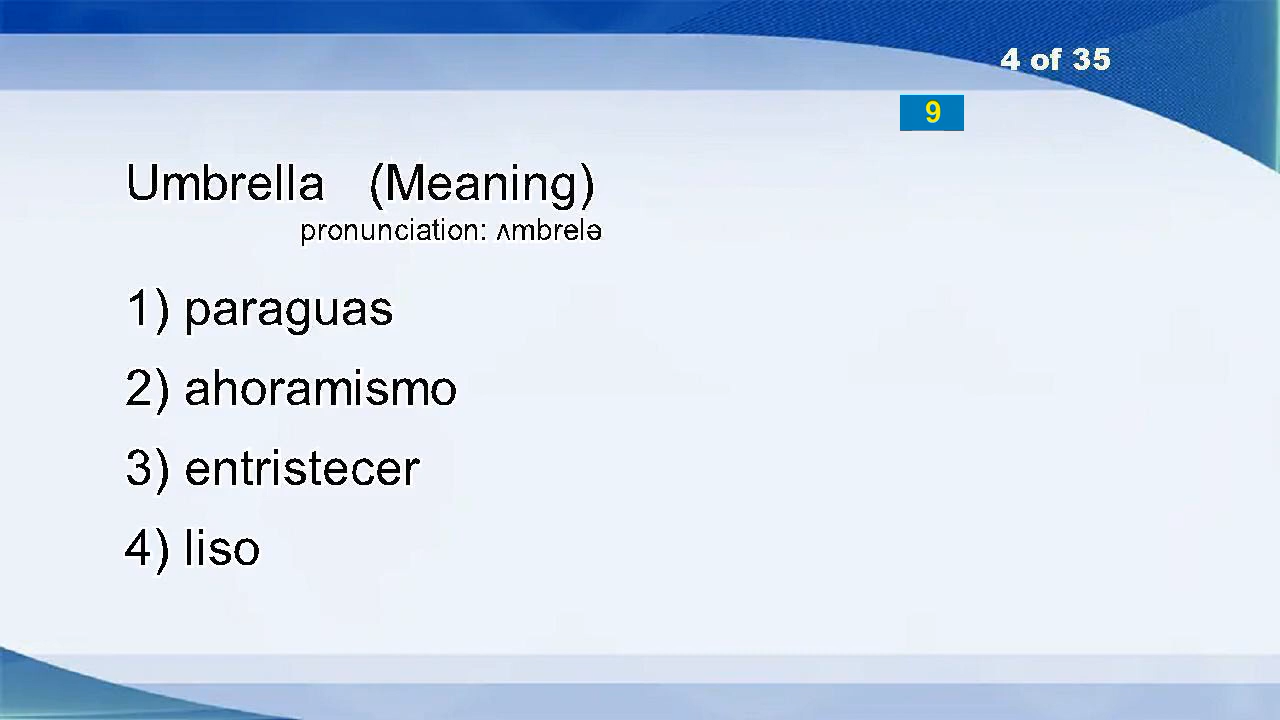 4 of 35
9
Umbrella (Meaning)
pronunciation: ʌmbrelə
1) paraguas
2) ahoramismo
3) entristecer
4) liso